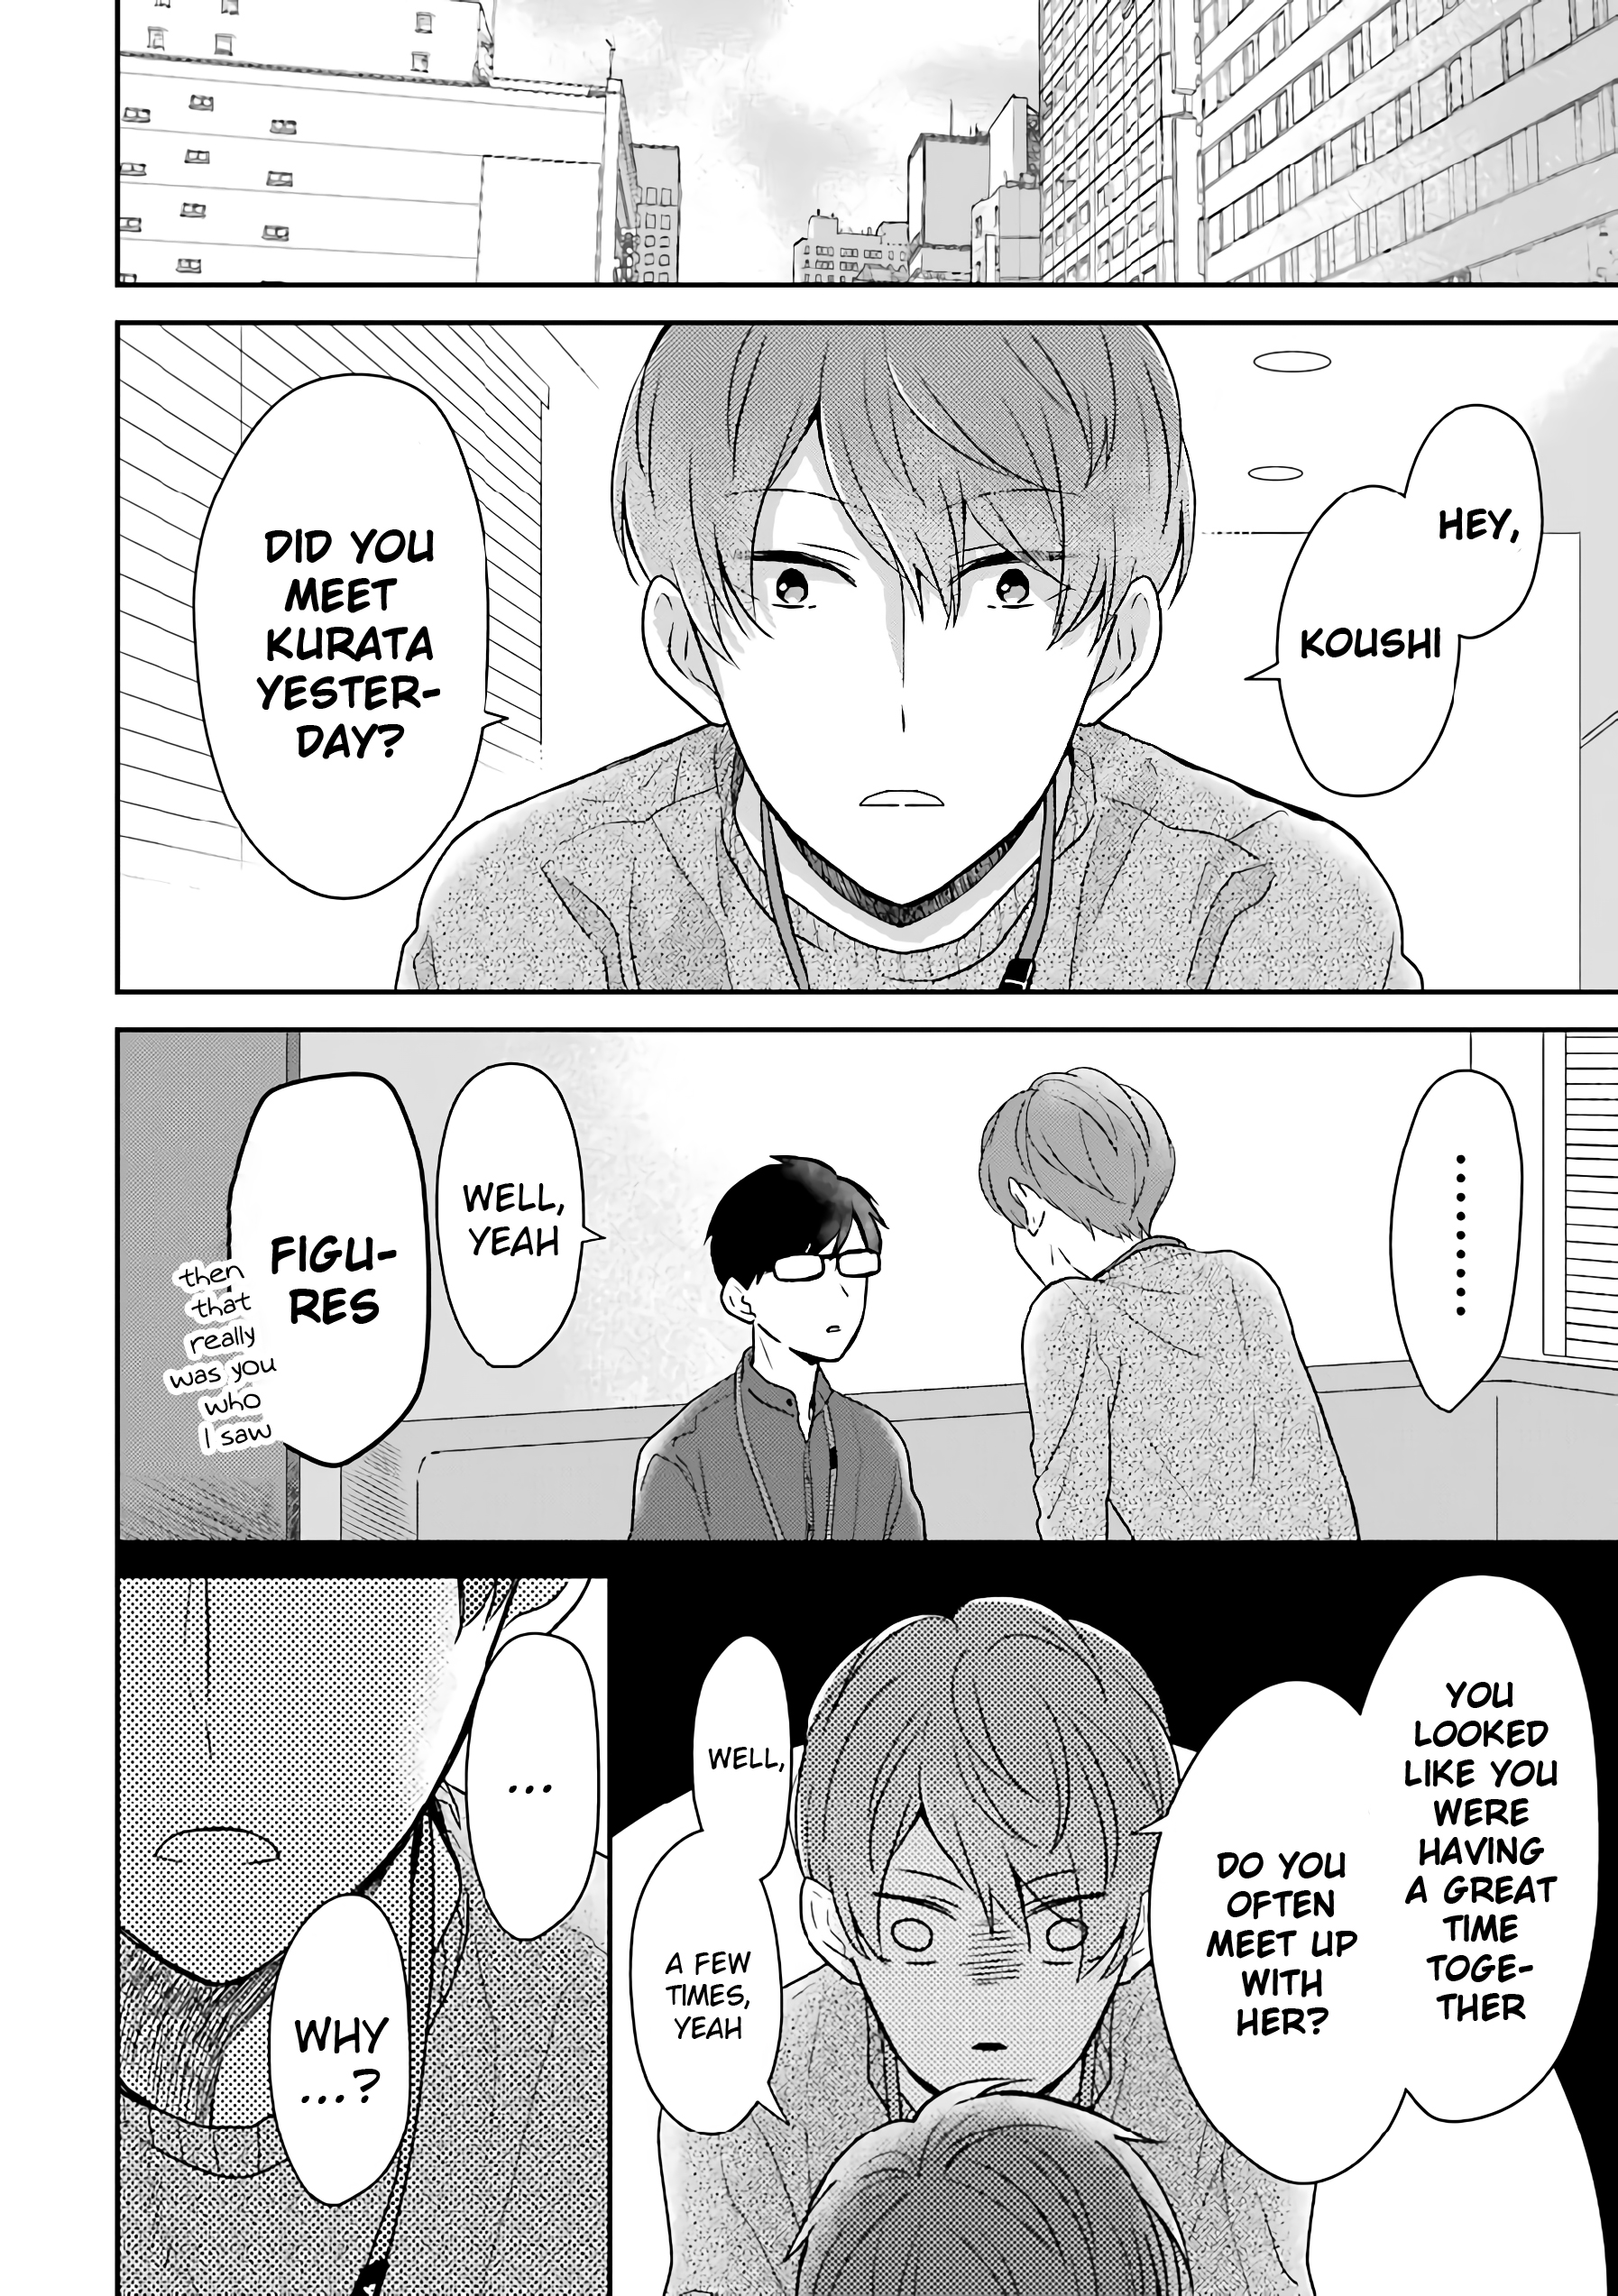 HEY,
KOUSHI
DID YOU
MEET
KURATA
YESTER-
DAY?
.........
WELL,
YEAH
FIGU-
RES
then
that
really
was you
who
I saw
YOU
LOOKED
LIKE YOU
WERE
HAVING
A GREAT
TIME
TOGE-
THER
DO YOU
OFTEN
MEET UP
WITH
HER?
WELL,
A FEW
TIMES,
YEAH
...
WHY
...?